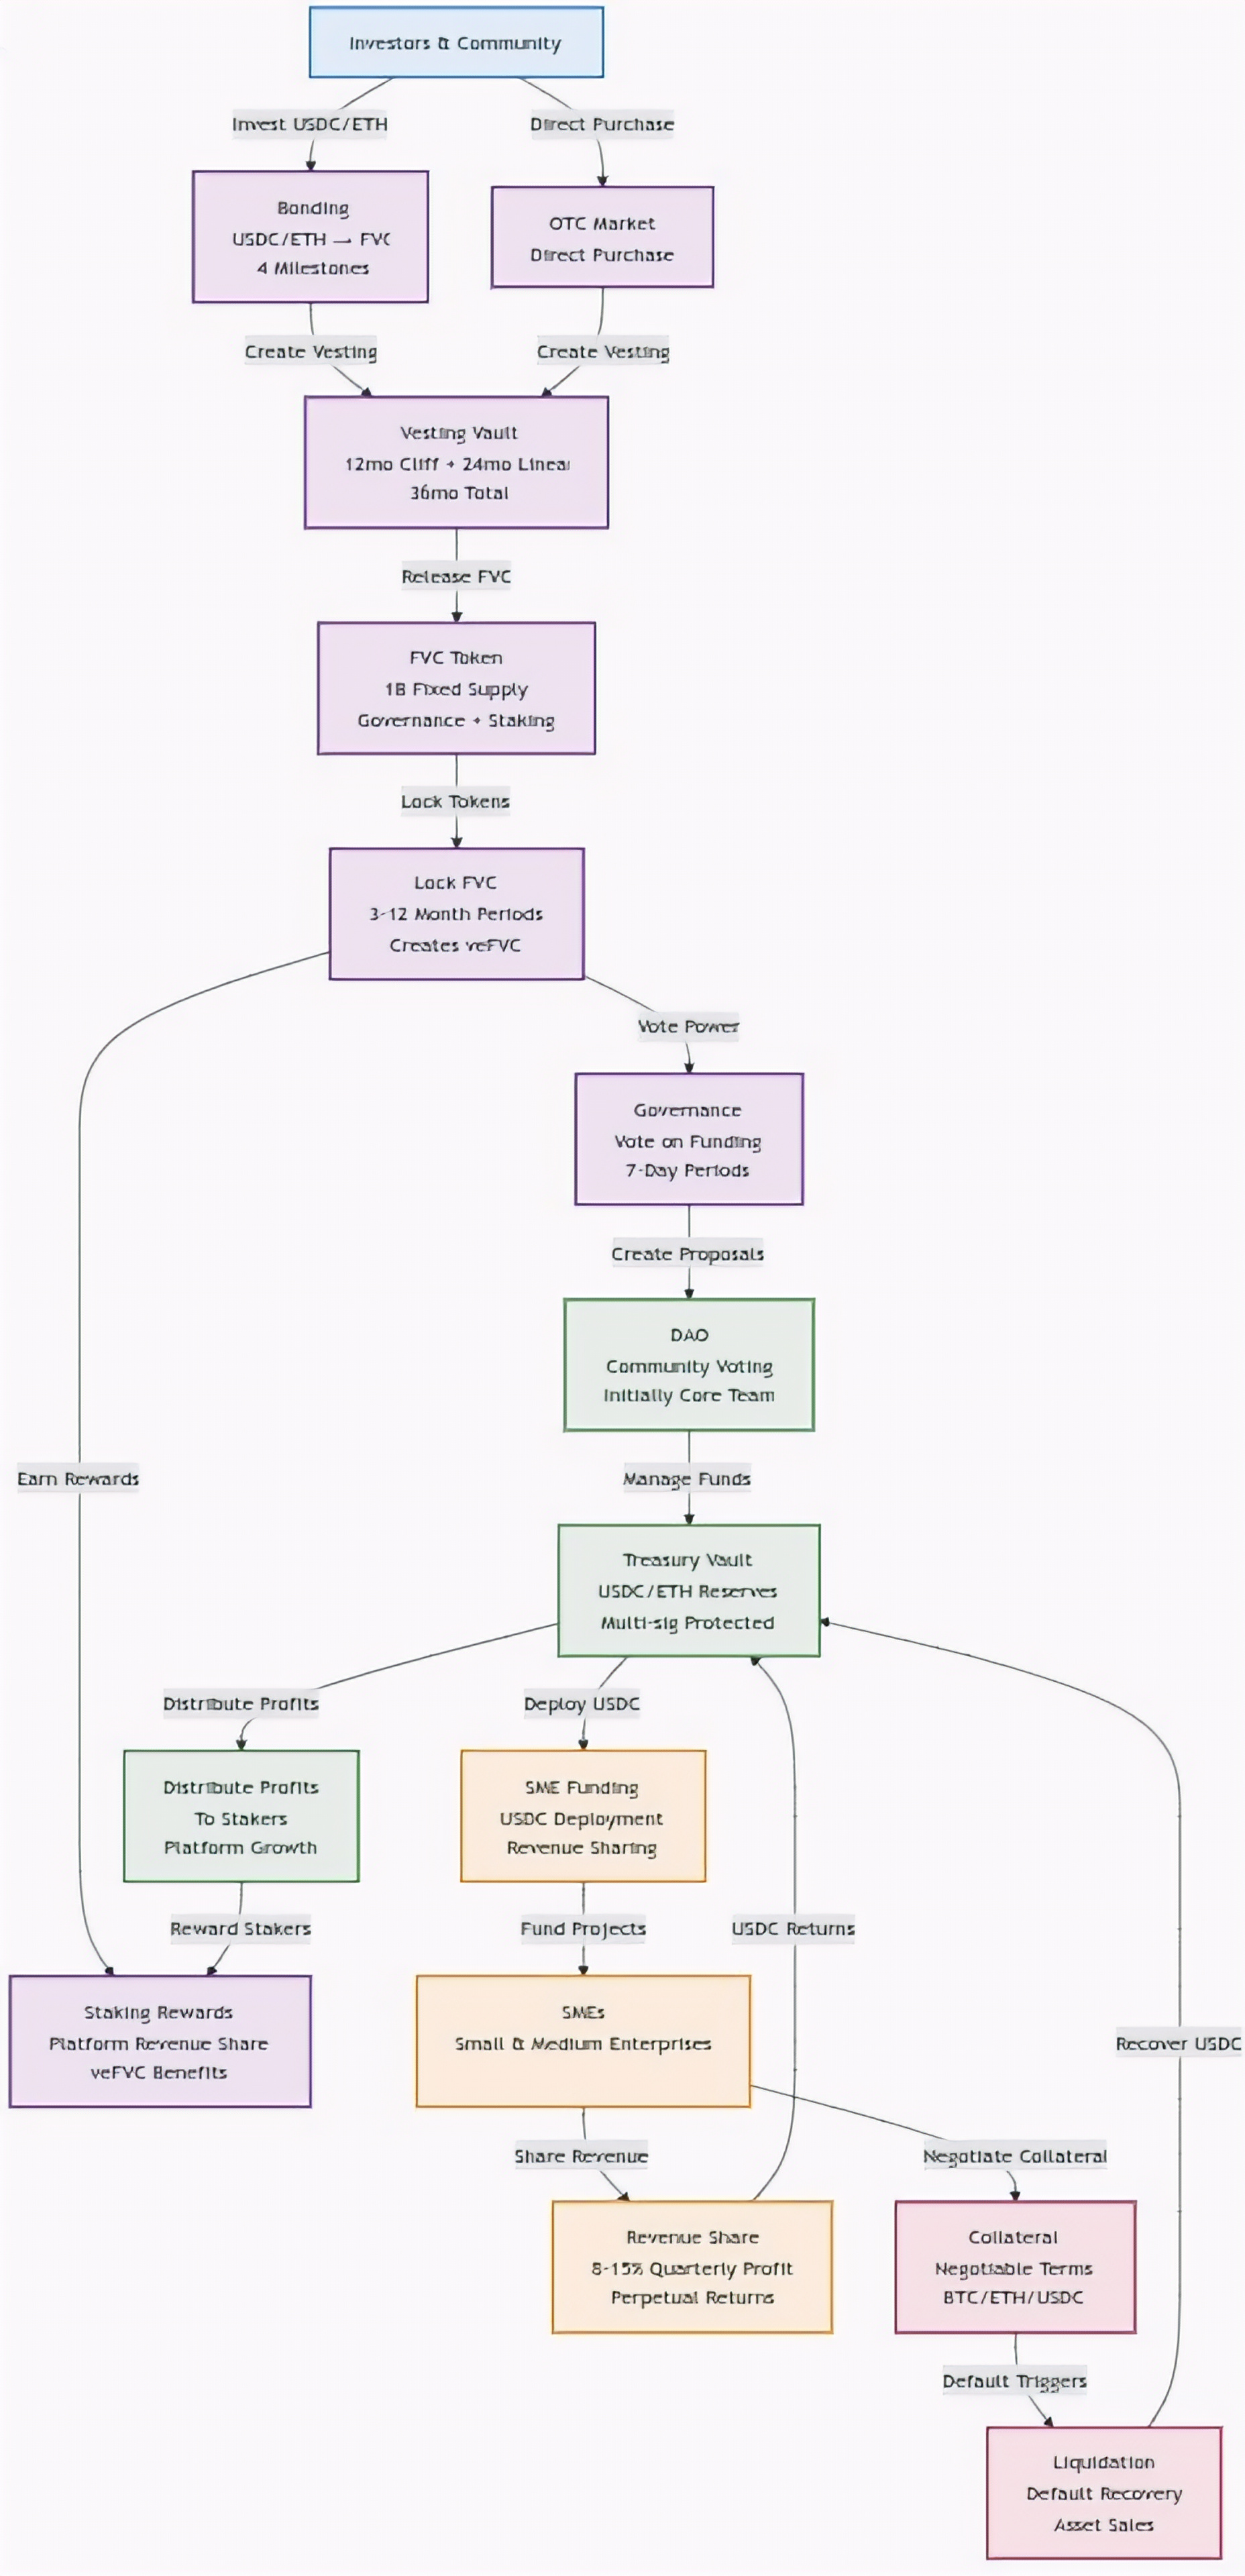 Investors & Community
Invest USDC/ETH
Direct Purchase
Bonding
USDC/ETH → FVC
4 Milestones
OTC Market
Direct Purchase
Create Vesting
Create Vesting
Vesting Vault
12mo Cliff + 24mo Linear
36mo Total
Release FVC
FVC Token
1B Fixed Supply
Governance + Staking
Lock Tokens
Lock FVC
3-12 Month Periods
Creates veFVC
Vote Power
Governance
Vote on Funding
7-Day Periods
Create Proposals
DAO
Community Voting
Initially Core Team
Earn Rewards
Manage Funds
Treasury Vault
USDC/ETH Reserves
Multi-sig Protected
Distribute Profits
Deploy USDC
Distribute Profits
To Stakers
Platform Growth
SME Funding
USDC Deployment
Revenue Sharing
Reward Stakers
Fund Projects
USDC Returns
Staking Rewards
Platform Revenue Share
veFVC Benefits
SMEs
Small & Medium Enterprises
Recover USDC
Share Revenue
Negotiate Collateral
Revenue Share
8-15% Quarterly Profit
Perpetual Returns
Collateral
Negotiable Terms
BTC/ETH/USDC
Default Triggers
Liquidation
Default Recovery
Asset Sales